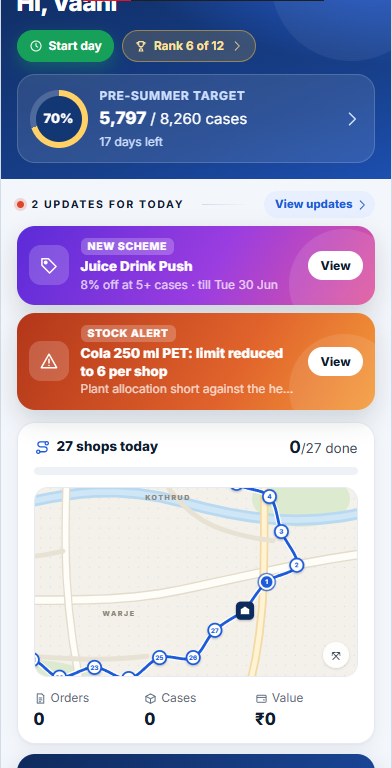 Hi, Vaani
Start day
Rank 6 of 12
70%
PRE-SUMMER TARGET
5,797 / 8,260 cases
17 days left
2 UPDATES FOR TODAY
View updates
NEW SCHEME
Juice Drink Push
8% off at 5+ cases · till Tue 30 Jun
View
STOCK ALERT
Cola 250 ml PET: limit reduced
to 6 per shop
Plant allocation short against the he...
View
27 shops today
0/27 done
KOTHRUD
4
3
2
1
WARJE
27
26
25
23
Orders
Cases
Value
0
0
₹0